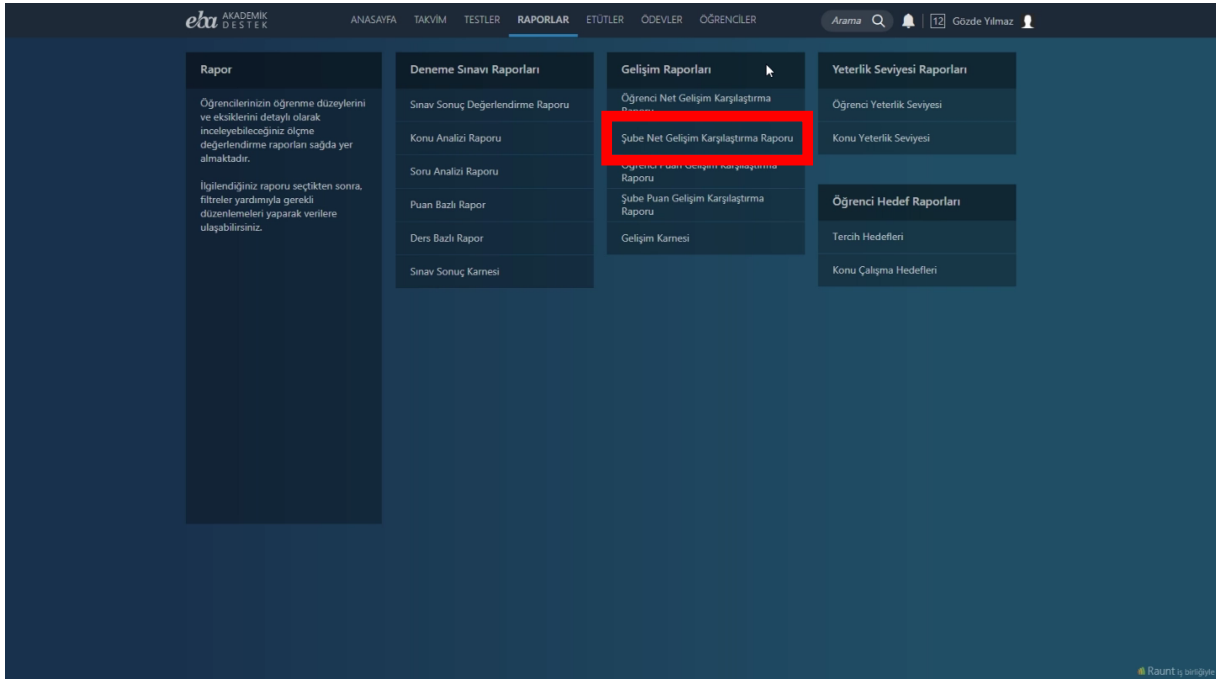 eba AKADEMİK DESTEK
ANASAYFA TAKVİM TESTLER RAPORLAR ETÜTLER ÖDEVLER ÖĞRENCİLER
Arama 12 Gözde Yılmaz
Rapor
Öğrencilerinizin öğrenme düzeylerini
ve eksiklerini detaylı olarak
inceleyebileceğiniz ölçme
değerlendirme raporları sağda yer
almaktadır.
İlgilendiğiniz raporu seçtikten sonra,
filtreler yardımıyla gerekli
düzenlemeleri yaparak verilere
ulaşabilirsiniz.
Deneme Sınavı Raporları
Sınav Sonuç Değerlendirme Raporu
Konu Analizi Raporu
Soru Analizi Raporu
Puan Bazlı Rapor
Ders Bazlı Rapor
Sınav Sonuç Karnesi
Gelişim Raporları
Öğrenci Net Gelişim Karşılaştırma
Raporu
Şube Net Gelişim Karşılaştırma Raporu
Öğrenci Puan Gelişim Karşılaştırma
Raporu
Şube Puan Gelişim Karşılaştırma
Raporu
Gelişim Karnesi
Yeterlik Seviyesi Raporları
Öğrenci Yeterlik Seviyesi
Konu Yeterlik Seviyesi
Öğrenci Hedef Raporları
Tercih Hedefleri
Konu Çalışma Hedefleri
Raunt iş birliğiyle